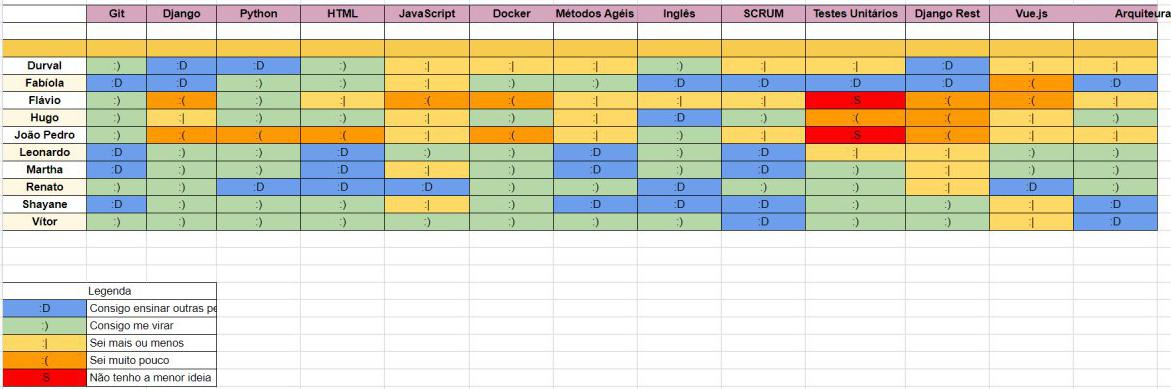 Git Django Python HTML JavaScript Docker Métodos Agéis Inglês SCRUM Testes Unitários Django Rest Vue.js Arquiteura
Durval :) :D :D :) :| :| :| :) :| :| :D :| :|
Fabíola :D :D :) :) :| :) :) :D :D :D :D :( :D
Flávio :) :( :) :| :( :( :| :| :| :S :( :( :|
Hugo :) :| :) :) :| :) :| :D :) :( :( :| :)
João Pedro :) :( :( :( :| :( :| :) :| :S :( :| :|
Leonardo :D :) :) :D :) :) :D :) :D :| :| :) :)
Martha :D :) :) :D :| :) :D :) :D :) :| :) :)
Renato :) :) :D :D :D :) :) :D :) :) :| :D :)
Shayane :D :) :) :) :| :) :D :D :D :) :) :| :D
Vítor :) :) :) :) :) :) :) :) :D :) :) :| :D
Legenda
:D Consigo ensinar outras pe
:) Consigo me virar
:| Sei mais ou menos
:( Sei muito pouco
:S Não tenho a menor ideia